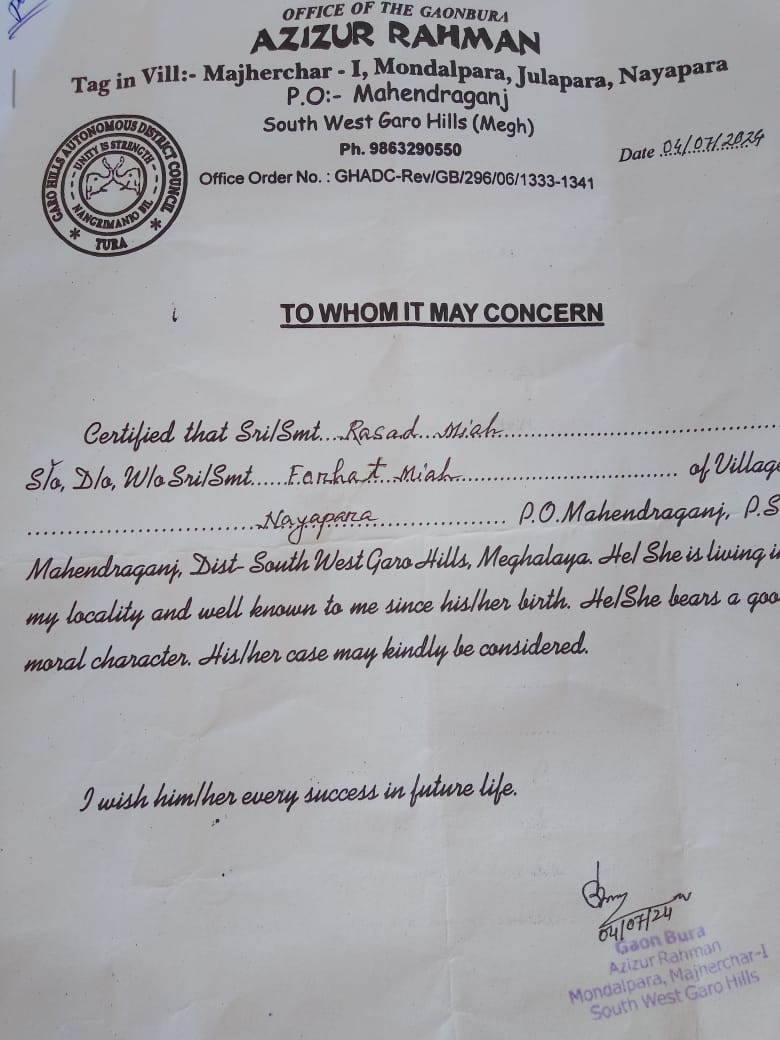 OFFICE OF THE GAONBURA
AZIZUR RAHMAN
Tag in Vill:- Majherchar - I, Mondalpara, Julapara, Nayapara
P.O:- Mahendraganj
South West Garo Hills (Megh)
Ph. 9863290550
Date 04/07/2024
Office Order No. : GHADC-Rev/GB/296/06/1333-1341
GARO HILLS AUTONOMOUS DISTRICT COUNCIL
UNITY IS STRENGTH
NANGRIMANIO BIL
* TURA *
TO WHOM IT MAY CONCERN
Certified that Sri/Smt...Rasad...Miah...
S/o, D/o, W/o Sri/Smt.....Farhat Miah... of Village
...Nayapara... P.O.Mahendraganj, P.S
Mahendraganj, Dist- South West Garo Hills, Meghalaya. He/ She is living in
my locality and well known to me since his/her birth. He/She bears a goo
moral character. His/her case may kindly be considered.
I wish him/her every success in future life.
04/07/24
Gaon Bura
Azizur Rahman
Mondalpara, Majherchar-I
South West Garo Hills